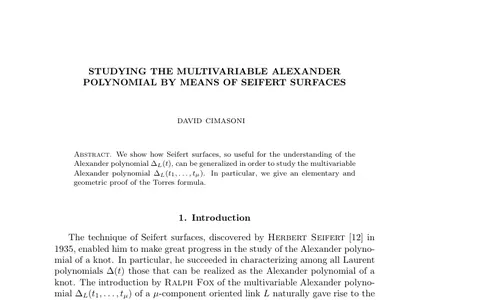 STUDYING THE MULTIVARIABLE ALEXANDER
POLYNOMIAL BY MEANS OF SEIFERT SURFACES
DAVID CIMASONI
Abstract. We show how Seifert surfaces, so useful for the understanding of the
Alexander polynomial Δ_L(t), can be generalized in order to study the multivariable
Alexander polynomial Δ_L(t₁, . . . , t_μ). In particular, we give an elementary and
geometric proof of the Torres formula.
1. Introduction
The technique of Seifert surfaces, discovered by Herbert Seifert [12] in
1935, enabled him to make great progress in the study of the Alexander polyno-
mial of a knot. In particular, he succeeded in characterizing among all Laurent
polynomials Δ(t) those that can be realized as the Alexander polynomial of a
knot. The introduction by Ralph Fox of the multivariable Alexander polyno-
mial Δ_L(t₁, . . . , t_μ) of a μ-component oriented link L naturally gave rise to the